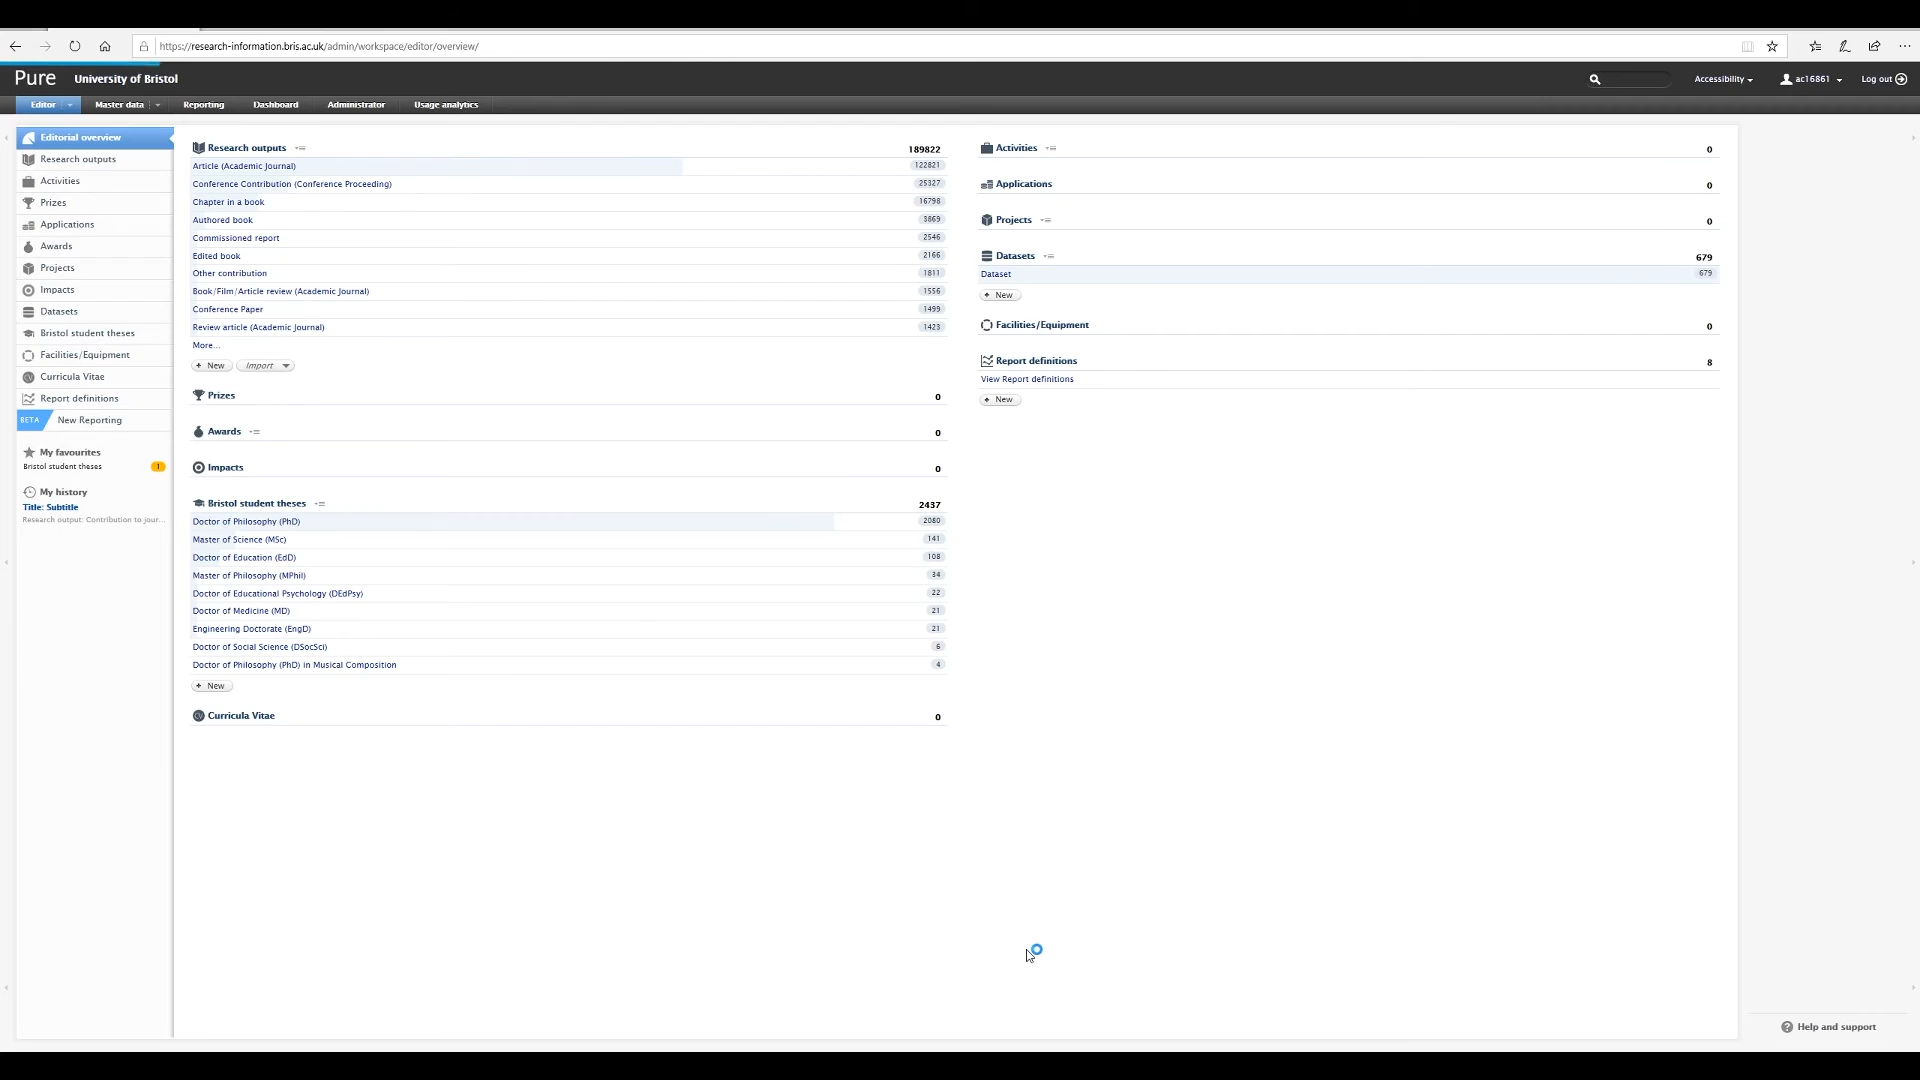 https://research-information.bris.ac.uk/admin/workspace/editor/overview/
Pure University of Bristol
Accessibility
ac16861
Log out
Editor
Master data
Reporting
Dashboard
Administrator
Usage analytics
Editorial overview
Research outputs
Activities
Prizes
Applications
Awards
Projects
Impacts
Datasets
Bristol student theses
Facilities/Equipment
Curricula Vitae
Report definitions
BETA New Reporting
My favourites
Bristol student theses 1
My history
Title: Subtitle
Research output: Contribution to jour...
Research outputs 189822
Article (Academic Journal) 122821
Conference Contribution (Conference Proceeding) 25327
Chapter in a book 16798
Authored book 3869
Commissioned report 2546
Edited book 2166
Other contribution 1811
Book/Film/Article review (Academic Journal) 1556
Conference Paper 1499
Review article (Academic Journal) 1423
More...
+ New Import
Prizes 0
Awards 0
Impacts 0
Bristol student theses 2437
Doctor of Philosophy (PhD) 2080
Master of Science (MSc) 141
Doctor of Education (EdD) 108
Master of Philosophy (MPhil) 34
Doctor of Educational Psychology (DEdPsy) 22
Doctor of Medicine (MD) 21
Engineering Doctorate (EngD) 21
Doctor of Social Science (DSocSci) 6
Doctor of Philosophy (PhD) in Musical Composition 4
+ New
CV Curricula Vitae 0
Activities 0
Applications 0
Projects 0
Datasets 679
Dataset 679
+ New
Facilities/Equipment 0
Report definitions 8
View Report definitions
+ New
? Help and support